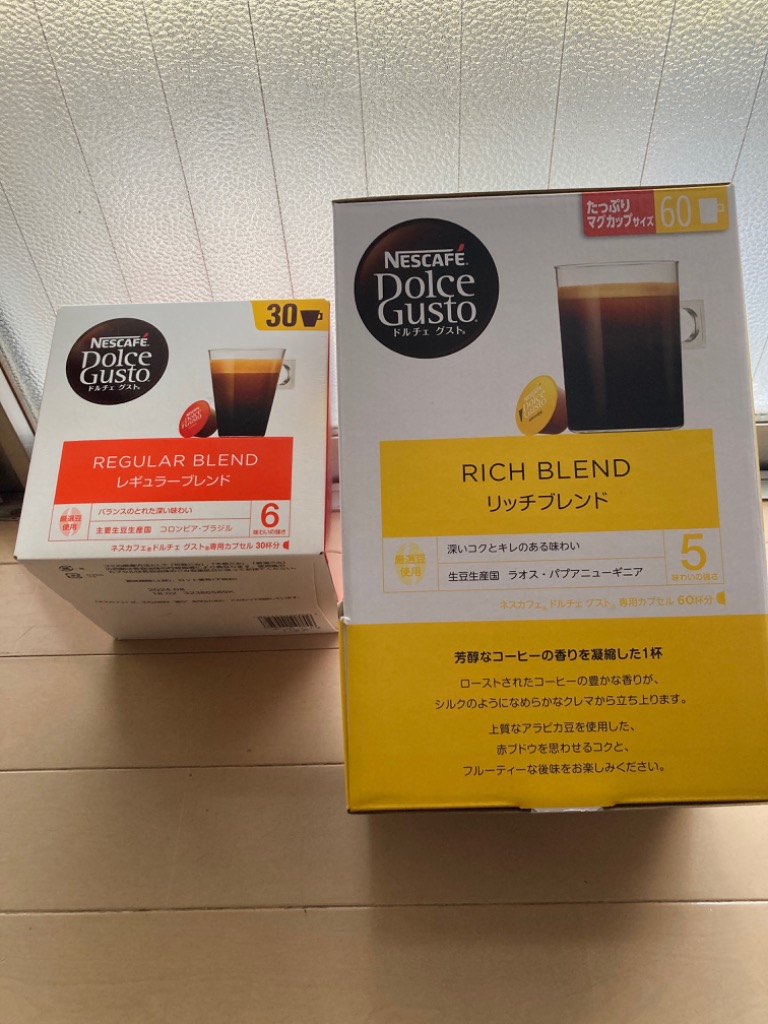 30
NESCAFÉ
Dolce
Gusto
ドルチェ グスト
REGULAR BLEND
レギュラーブレンド
厳選豆
使用
バランスのとれた深い味わい
主要生豆生産国 コロンビア・ブラジル
6
味わいの強さ
ネスカフェ ドルチェ グスト 専用カプセル 30杯分
たっぷり
マグカップサイズ
60
NESCAFÉ
Dolce
Gusto
ドルチェ グスト
RICH BLEND
リッチブレンド
厳選豆
使用
深いコクとキレのある味わい
生豆生産国 ラオス・パプアニューギニア
5
味わいの強さ
ネスカフェ ドルチェ グスト 専用カプセル 60杯分
芳醇なコーヒーの香りを凝縮した1杯
ローストされたコーヒーの豊かな香りが、
シルクのようになめらかなクレマから立ち上ります。
上質なアラビカ豆を使用した、
赤ブドウを思わせるコクと、
フルーティーな後味をお楽しみください。